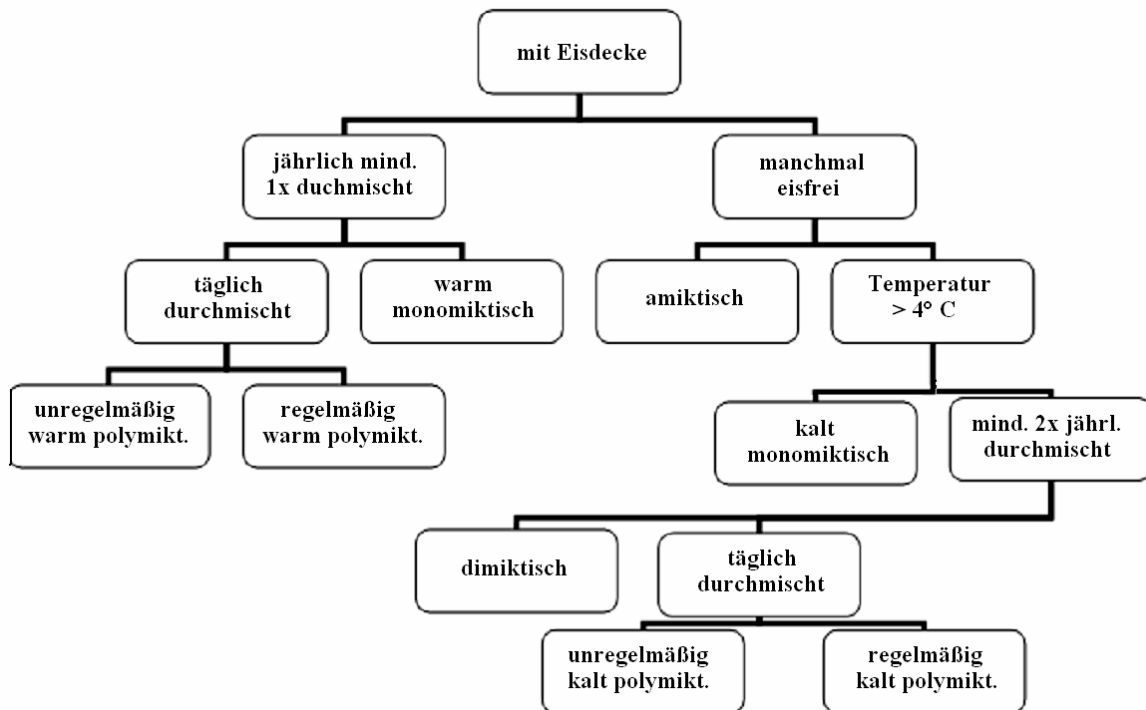 mit Eisdecke
jährlich mind.
1x duchmischt
manchmal
eisfrei
täglich
durchmischt
warm
monomiktisch
amiktisch
Temperatur
> 4° C
unregelmäßig
warm polymikt.
regelmäßig
warm polymikt.
kalt
monomiktisch
mind. 2x jährl.
durchmischt
dimiktisch
täglich
durchmischt
unregelmäßig
kalt polymikt.
regelmäßig
kalt polymikt.